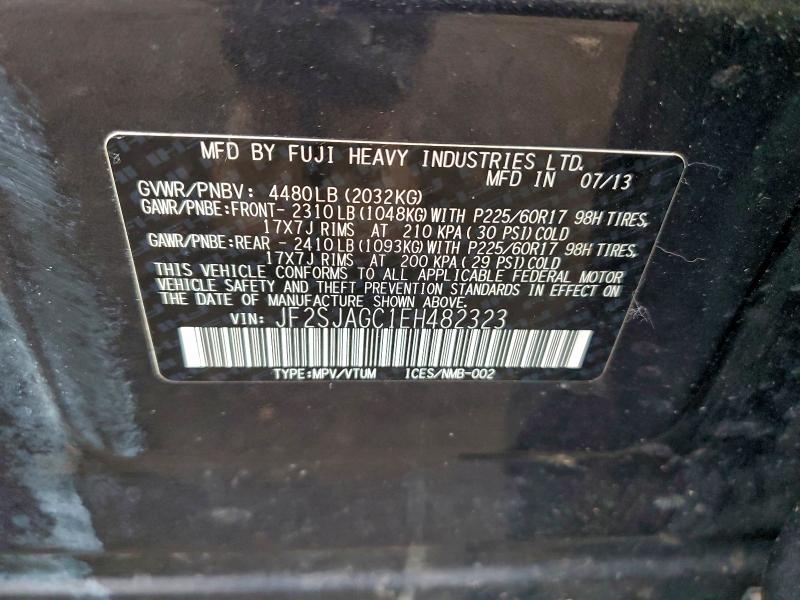 MFD BY FUJI HEAVY INDUSTRIES LTD.
MFD IN 07/13
GVWR/PNBV: 4480LB (2032KG)
GAWR/PNBE:FRONT- 2310LB (1048KG) WITH P225/60R17 98H TIRES,
17X7J RIMS AT 210 KPA ( 30 PSI) COLD
GAWR/PNBE:REAR - 2410LB (1093KG) WITH P225/60R17 98H TIRES,
17X7J RIMS AT 200 KPA ( 29 PSI) COLD
THIS VEHICLE CONFORMS TO ALL APPLICABLE FEDERAL MOTOR
VEHICLE SAFETY AND THEFT PREVENTION STANDARDS IN EFFECT ON
THE DATE OF MANUFACTURE SHOWN ABOVE.
VIN: JF2SJAGC1EH482323
TYPE:MPV/VTUM ICES/NMB-002